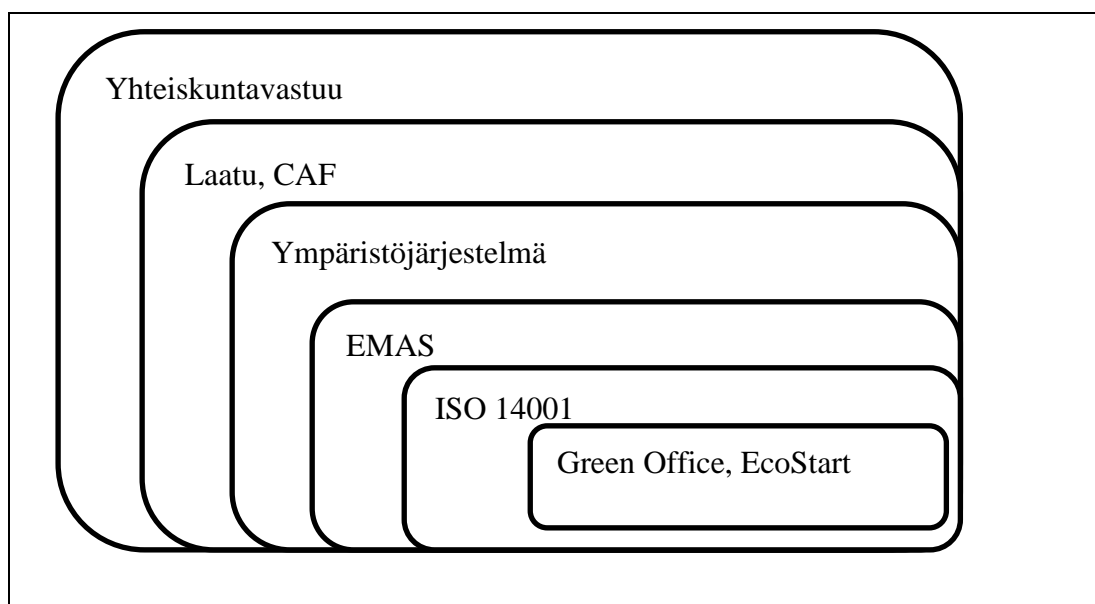 Yhteiskuntavastuu
Laatu, CAF
Ympäristöjärjestelmä
EMAS
ISO 14001
Green Office, EcoStart